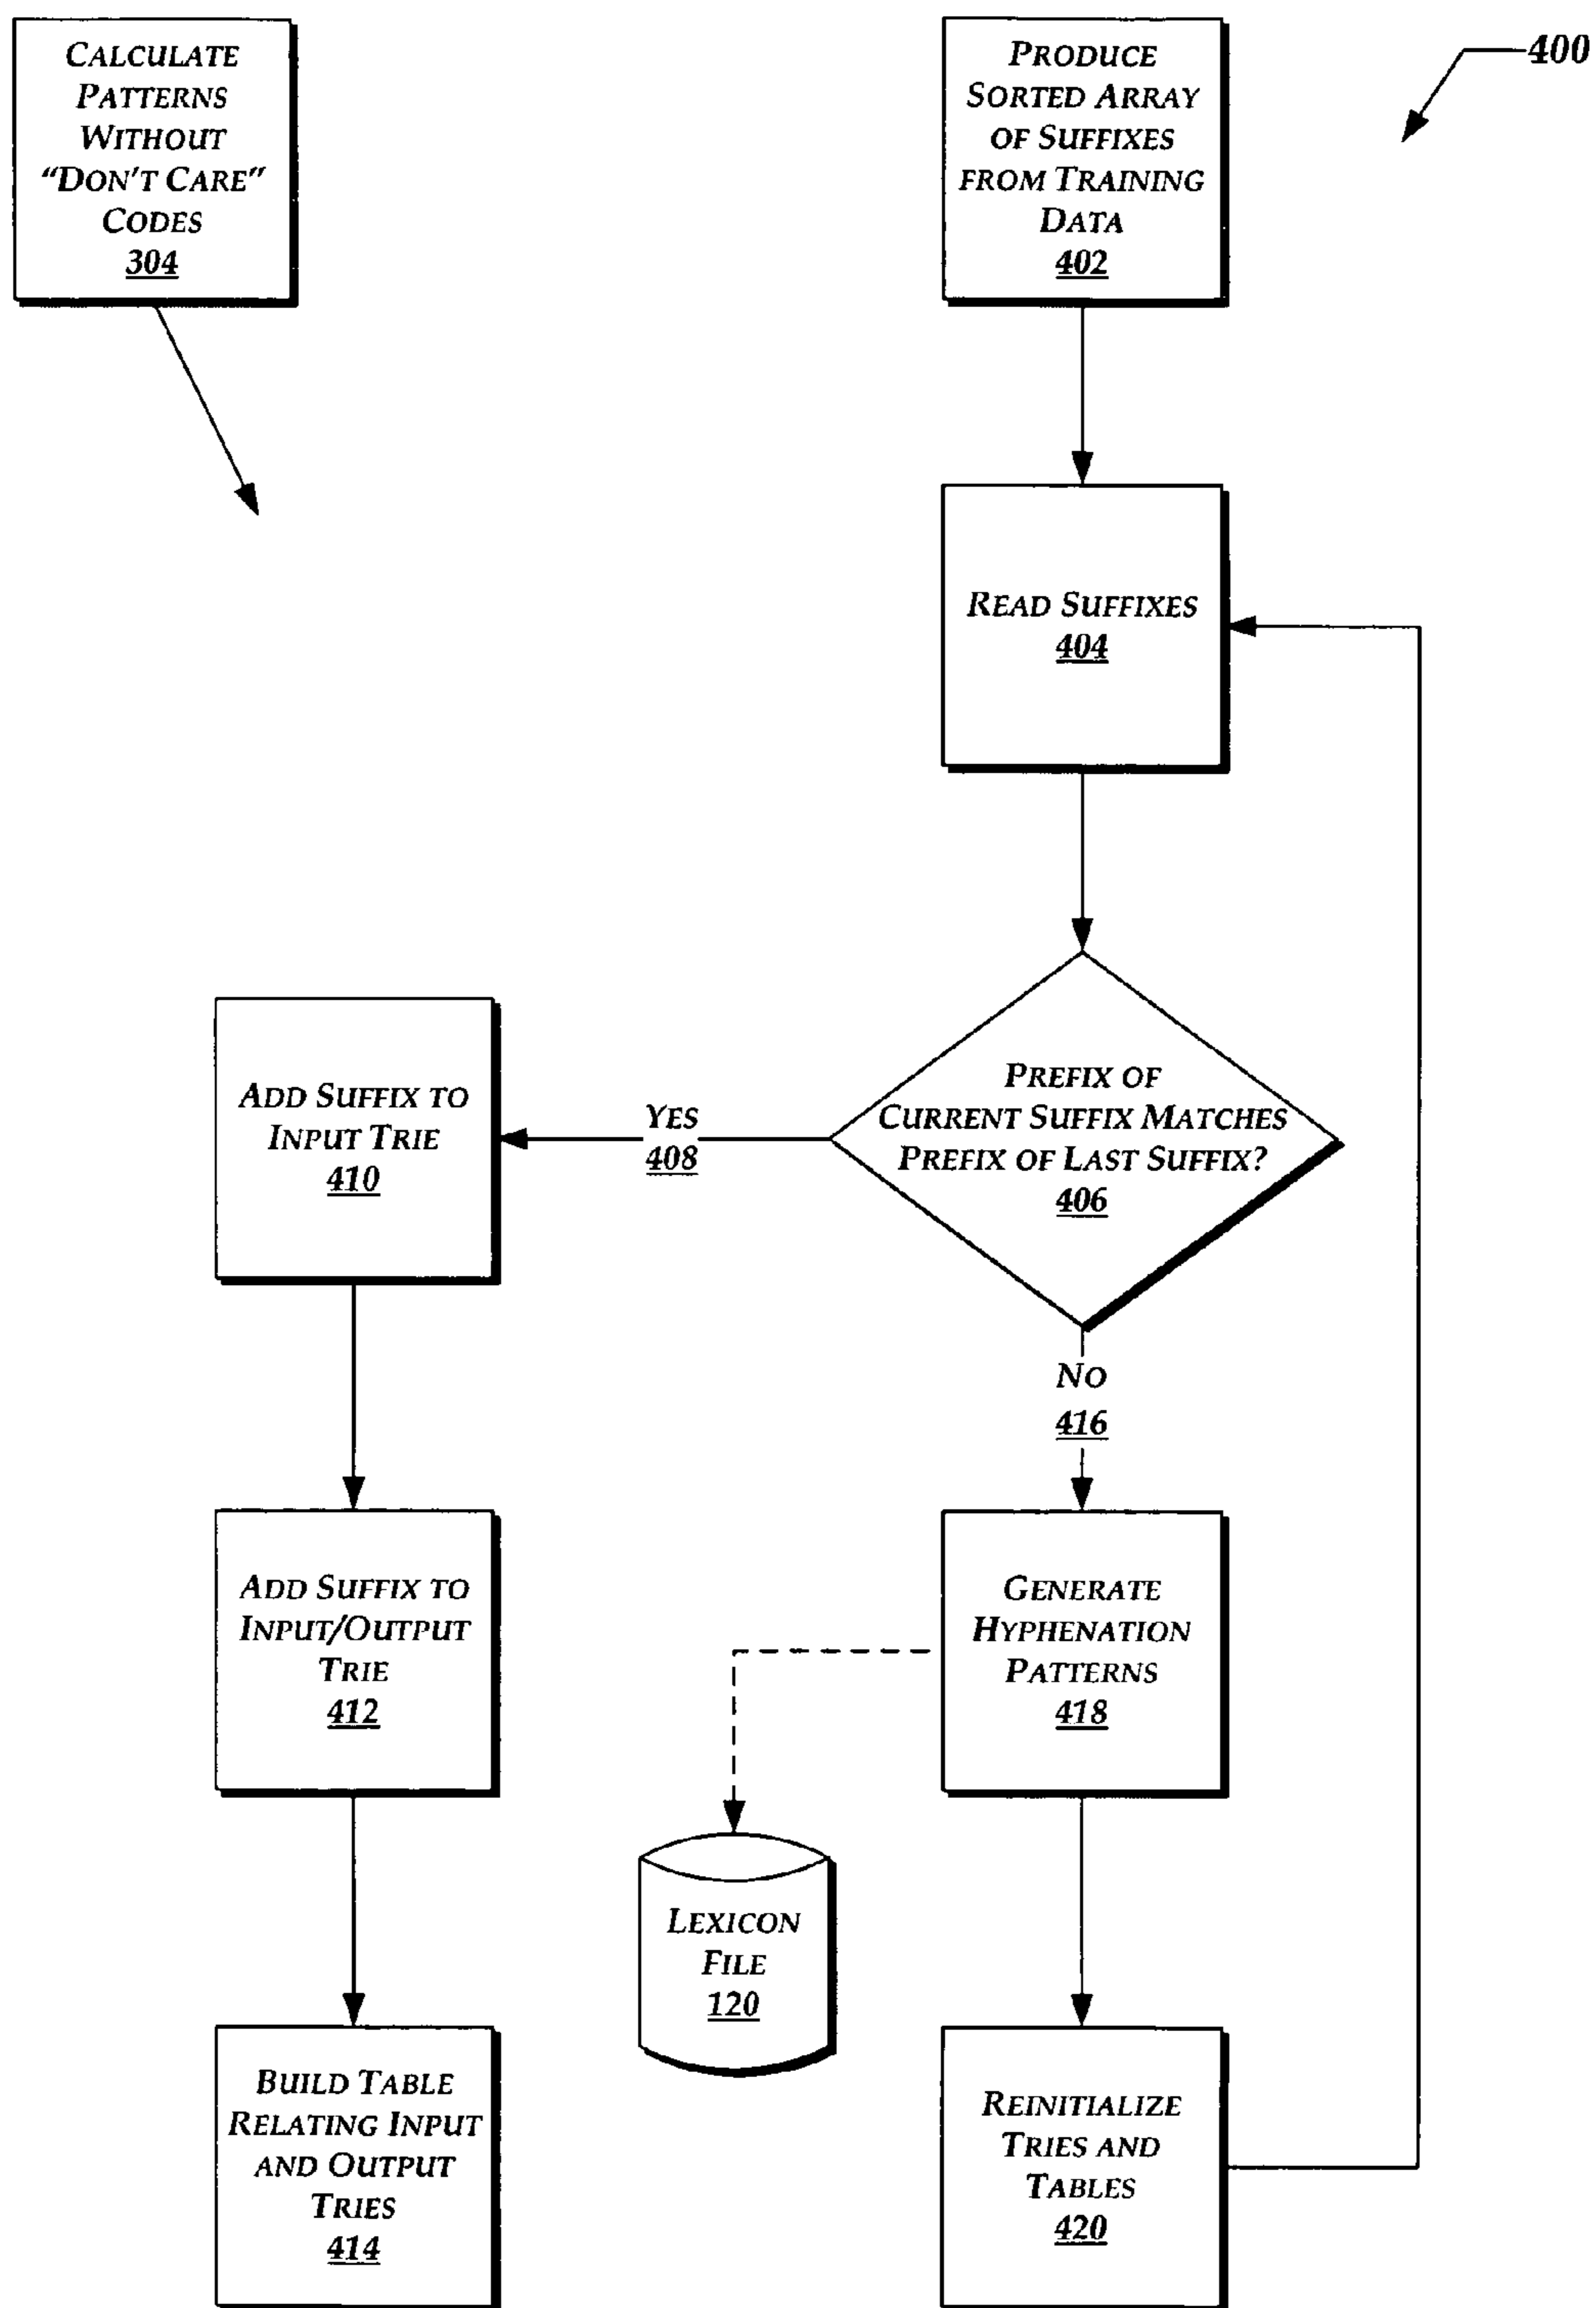 CALCULATE
PATTERNS
WITHOUT
"DON'T CARE"
CODES
304
PRODUCE
SORTED ARRAY
OF SUFFIXES
FROM TRAINING
DATA
402
400
READ SUFFIXES
404
PREFIX OF
CURRENT SUFFIX MATCHES
PREFIX OF LAST SUFFIX?
406
YES
408
ADD SUFFIX TO
INPUT TRIE
410
NO
416
ADD SUFFIX TO
INPUT/OUTPUT
TRIE
412
GENERATE
HYPHENATION
PATTERNS
418
LEXICON
FILE
120
BUILD TABLE
RELATING INPUT
AND OUTPUT
TRIES
414
REINITIALIZE
TRIES AND
TABLES
420